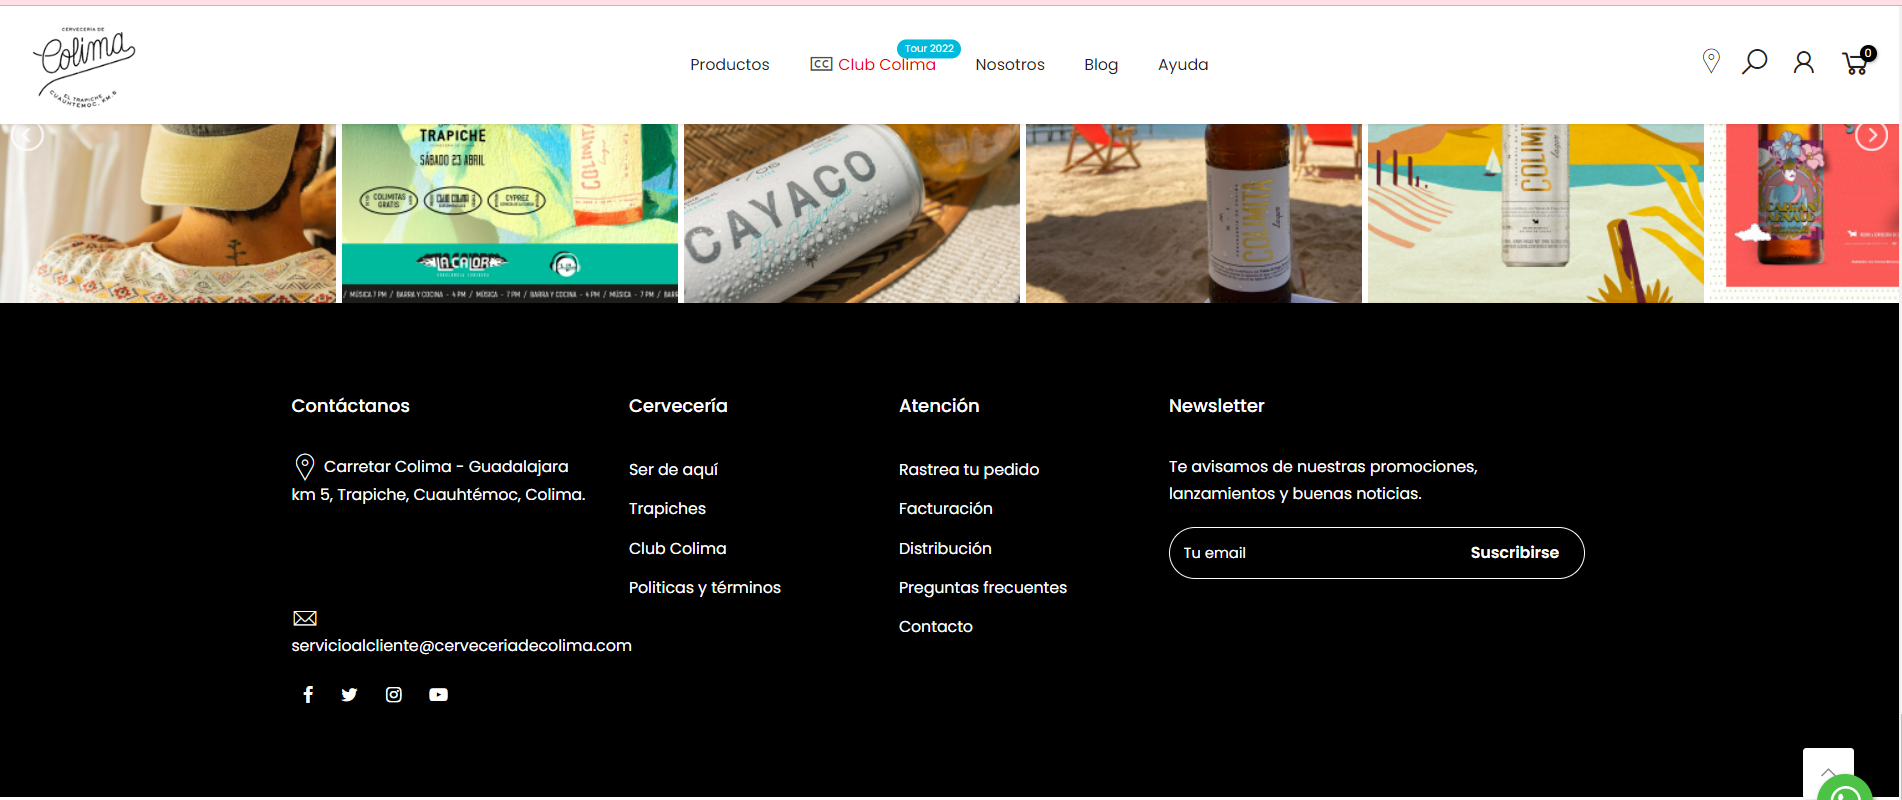 CERVECERÍA DE
Colima
EL TRAPICHE
CUAUHTÉMOC, KM 5
Productos
CC Club Colima
Tour 2022
Nosotros
Blog
Ayuda
0
TRAPICHE
SÁBADO 23 ABRIL
COLIMITAS
GRATIS
CLUB COLIMA
CYPREZ
COLIMITA
LA CALOR
/ MÚSICA 7 PM / BARRA Y COCINA - 4 PM / MÚSICA - 7 PM / BARRA Y COCINA - 4 PM / MÚSICA - 7 PM / BARR
CAYACO
COLIMITA
lager
COLIMITA
lager
Contáctanos
Carretar Colima - Guadalajara
km 5, Trapiche, Cuauhtémoc, Colima.
servicioalcliente@cerveceriadecolima.com
Cervecería
Ser de aquí
Trapiches
Club Colima
Politicas y términos
Atención
Rastrea tu pedido
Facturación
Distribución
Preguntas frecuentes
Contacto
Newsletter
Te avisamos de nuestras promociones,
lanzamientos y buenas noticias.
Tu email
Suscribirse